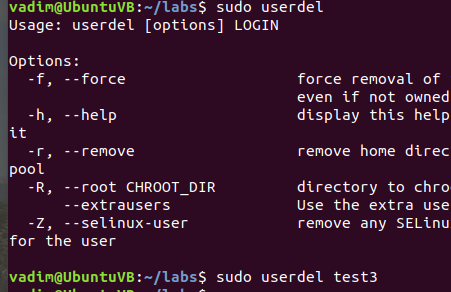 vadim@UbuntuVB:~/labs$ sudo userdel
Usage: userdel [options] LOGIN

Options:
  -f, --force                   force removal of
                                even if not owned
  -h, --help                    display this help
it
  -r, --remove                  remove home direc
pool
  -R, --root CHROOT_DIR         directory to chro
      --extrausers              Use the extra use
  -Z, --selinux-user            remove any SELinu
for the user

vadim@UbuntuVB:~/labs$ sudo userdel test3